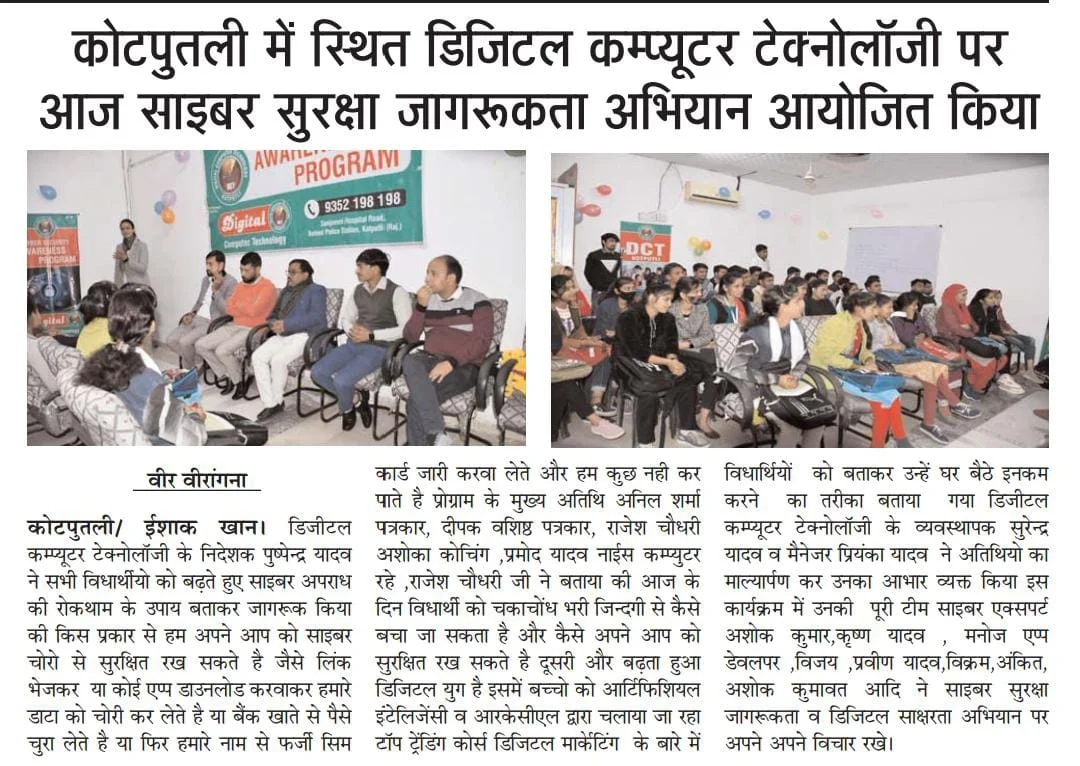 कोटपुतली में स्थित डिजिटल कम्प्यूटर टेक्नोलॉजी पर
आज साइबर सुरक्षा जागरूकता अभियान आयोजित किया
AWARENESS
PROGRAM
9352 198 198
Digital
Computer Technology
Sanjeevni Hospital Road,
CYBER SECURITY
AWARENESS
PROGRAM
Digital
DCT
KOTPUTLI
वीर वीरांगना
कोटपुतली/ ईशाक खान। डिजीटल
कम्प्यूटर टेक्नोलॉजी के निदेशक पुष्पेन्द्र यादव
ने सभी विधार्थीयो को बढ़ते हुए साइबर अपराध
की रोकथाम के उपाय बताकर जागरूक किया
की किस प्रकार से हम अपने आप को साइबर
चोरो से सुरक्षित रख सकते है जैसे लिंक
भेजकर या कोई एप्प डाउनलोड करवाकर हमारे
डाटा को चोरी कर लेते है या बैंक खाते से पैसे
चुरा लेते है या फिर हमारे नाम से फर्जी सिम
कार्ड जारी करवा लेते और हम कुछ नही कर
पाते है प्रोग्राम के मुख्य अतिथि अनिल शर्मा
पत्रकार, दीपक वशिष्ठ पत्रकार, राजेश चौधरी
अशोका कोचिंग ,प्रमोद यादव नाईस कम्प्युटर
रहे ,राजेश चौधरी जी ने बताया की आज के
दिन विधार्थी को चकाचोंध भरी जिन्दगी से कैसे
बचा जा सकता है और कैसे अपने आप को
सुरक्षित रख सकते है दूसरी और बढ़ता हुआ
डिजिटल युग है इसमें बच्चो को आर्टिफिशियल
इंटेलिजेंसी व आरकेसीएल द्वारा चलाया जा रहा
टॉप ट्रेंडिंग कोर्स डिजिटल मार्केटिंग के बारे में
विधार्थियों को बताकर उन्हें घर बैठे इनकम
करने का तरीका बताया गया डिजीटल
कम्प्यूटर टेक्नोलॉजी के व्यवस्थापक सुरेन्द्र
यादव व मैनेजर प्रियंका यादव ने अतिथियो का
माल्यार्पण कर उनका आभार व्यक्त किया इस
कार्यक्रम में उनकी पूरी टीम साइबर एक्सपर्ट
अशोक कुमार,कृष्ण यादव , मनोज एप्प
डेवलपर ,विजय ,प्रवीण यादव,विक्रम,अंकित,
अशोक कुमावत आदि ने साइबर सुरक्षा
जागरूकता व डिजिटल साक्षरता अभियान पर
अपने अपने विचार रखे।